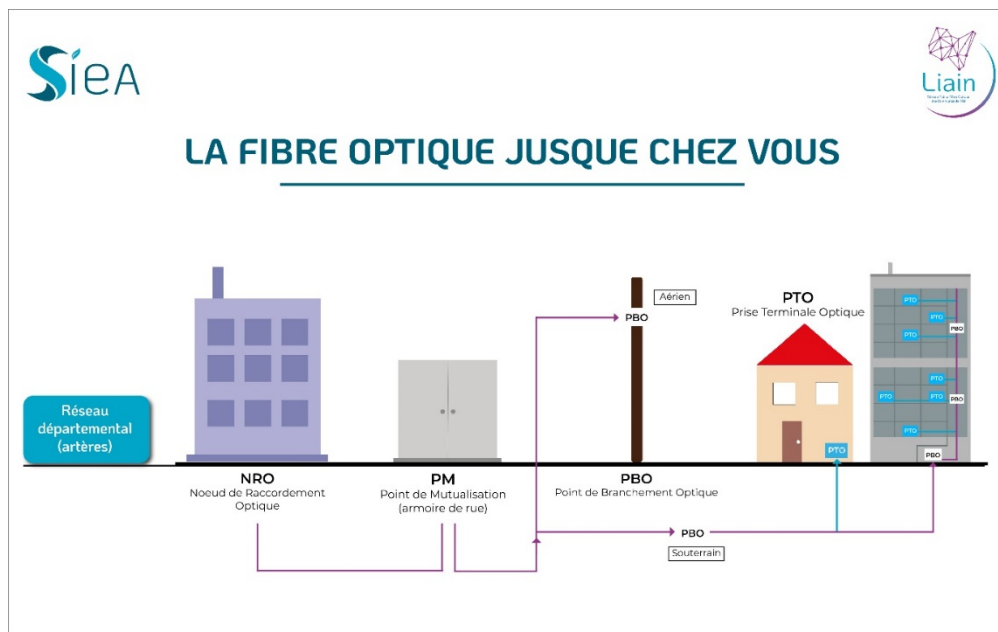 SieA
Liain
LA FIBRE OPTIQUE JUSQUE CHEZ VOUS
Aérien
PBO
PTO
Prise Terminale Optique
PTO
PTO
PBO
PTO
PTO
PTO
PTO
PBO
PTO
PTO
PBO
Réseau
départemental
(artères)
NRO
Noeud de Raccordement
Optique
PM
Point de Mutualisation
(armoire de rue)
PBO
Point de Branchement Optique
PBO
Souterrain